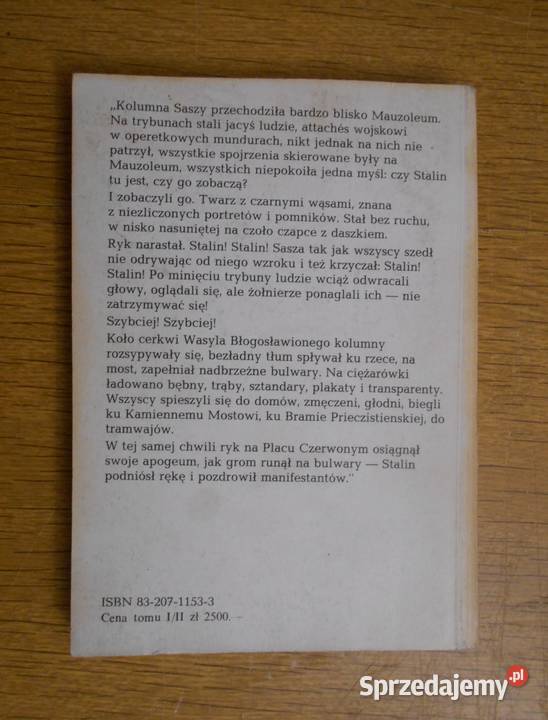 „Kolumna Saszy przechodziła bardzo blisko Mauzoleum.
Na trybunach stali jacyś ludzie, attachés wojskowi
w operetkowych mundurach, nikt jednak na nich nie
patrzył, wszystkie spojrzenia skierowane były na
Mauzoleum, wszystkich niepokoiła jedna myśl: czy Stalin
tu jest, czy go zobaczą?
I zobaczyli go. Twarz z czarnymi wąsami, znana
z niezliczonych portretów i pomników. Stał bez ruchu,
w nisko nasuniętej na czoło czapce z daszkiem.
Ryk narastał. Stalin! Stalin! Sasza tak jak wszyscy szedł
nie odrywając od niego wzroku i też krzyczał: Stalin!
Stalin! Po minięciu trybuny ludzie wciąż odwracali
głowy, oglądali się, ale żołnierze ponaglali ich — nie
zatrzymywać się!
Szybciej! Szybciej!
Koło cerkwi Wasyla Błogosławionego kolumny
rozsypywały się, bezładny tłum spływał ku rzece, na
most, zapełniał nadbrzeżne bulwary. Na ciężarówki
ładowano bębny, trąby, sztandary, plakaty i transparenty.
Wszyscy spieszyli się do domów, zmęczeni, głodni, biegli
ku Kamiennemu Mostowi, ku Bramie Prieczistienskiej, do
tramwajów.
W tej samej chwili ryk na Placu Czerwonym osiągnął
swoje apogeum, jak grom runął na bulwary — Stalin
podniósł rękę i pozdrowił manifestantów."
ISBN 83-207-1153-3
Cena tomu I/II zł 2500.–
Sprzedajemy.pl